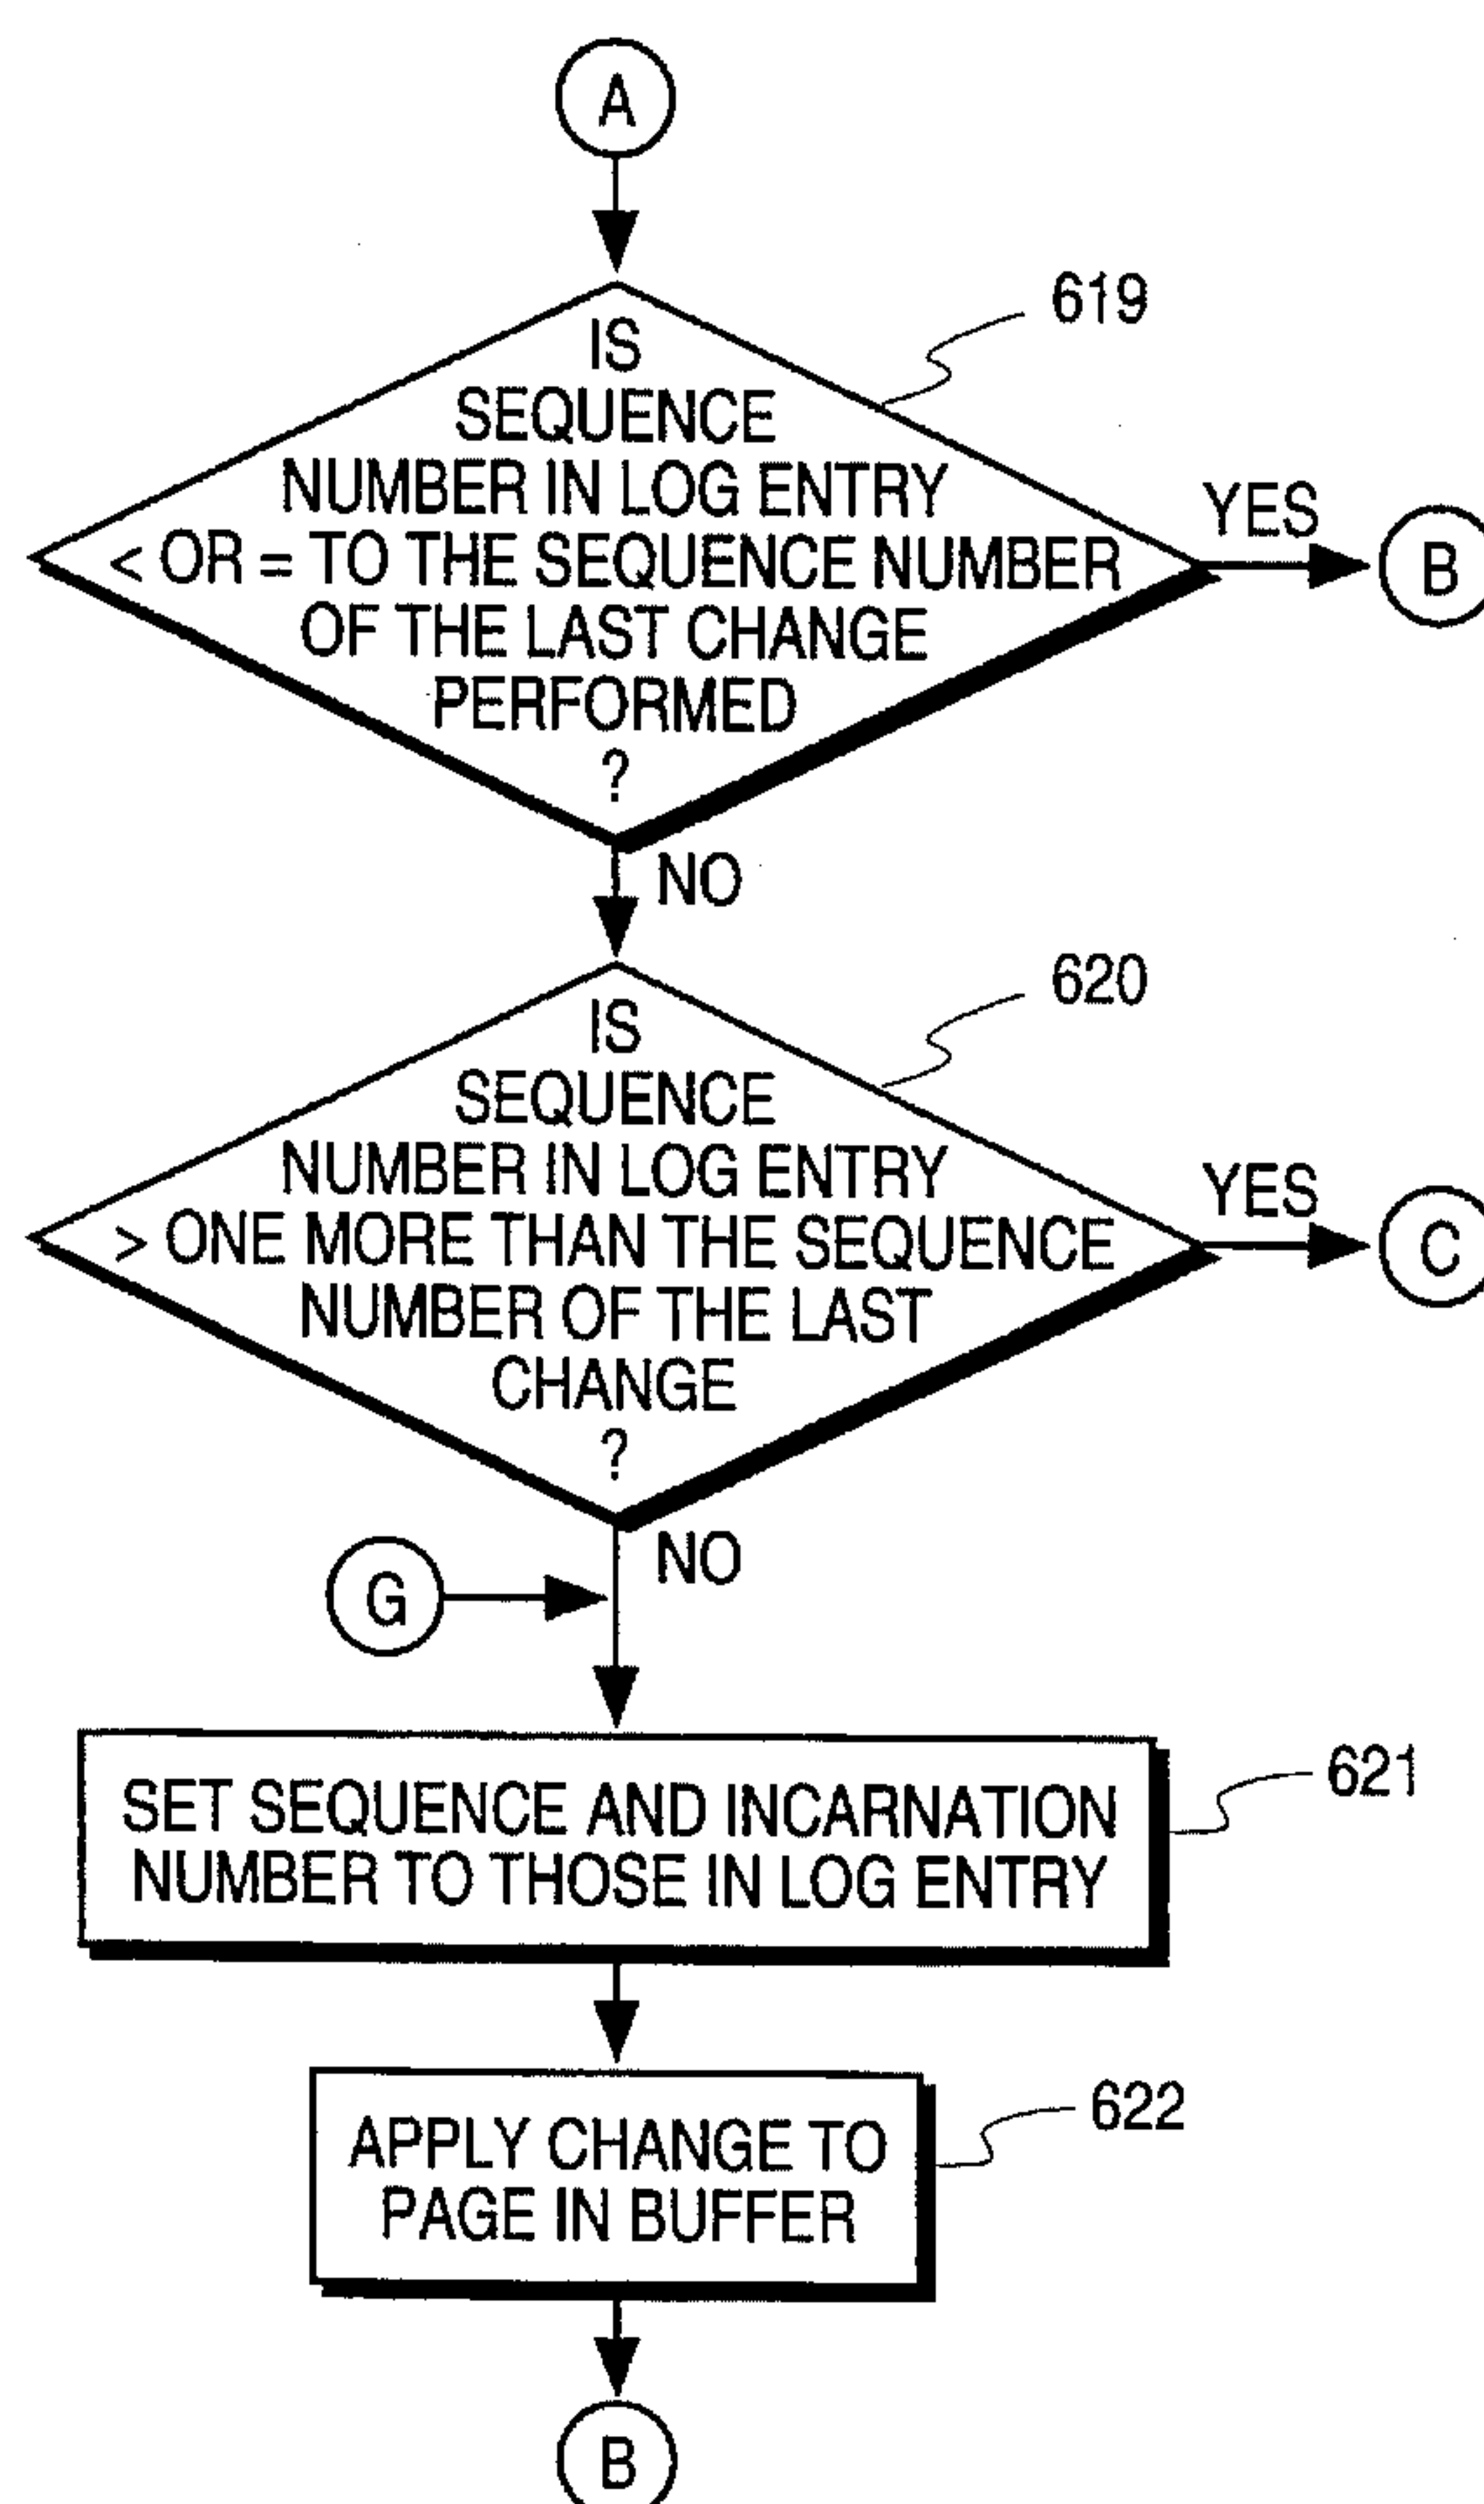 A
619
IS
SEQUENCE
NUMBER IN LOG ENTRY
< OR = TO THE SEQUENCE NUMBER
OF THE LAST CHANGE
PERFORMED
?
YES
B
NO
620
IS
SEQUENCE
NUMBER IN LOG ENTRY
> ONE MORE THAN THE SEQUENCE
NUMBER OF THE LAST
CHANGE
?
YES
C
NO
G
621
SET SEQUENCE AND INCARNATION
NUMBER TO THOSE IN LOG ENTRY
622
APPLY CHANGE TO
PAGE IN BUFFER
B